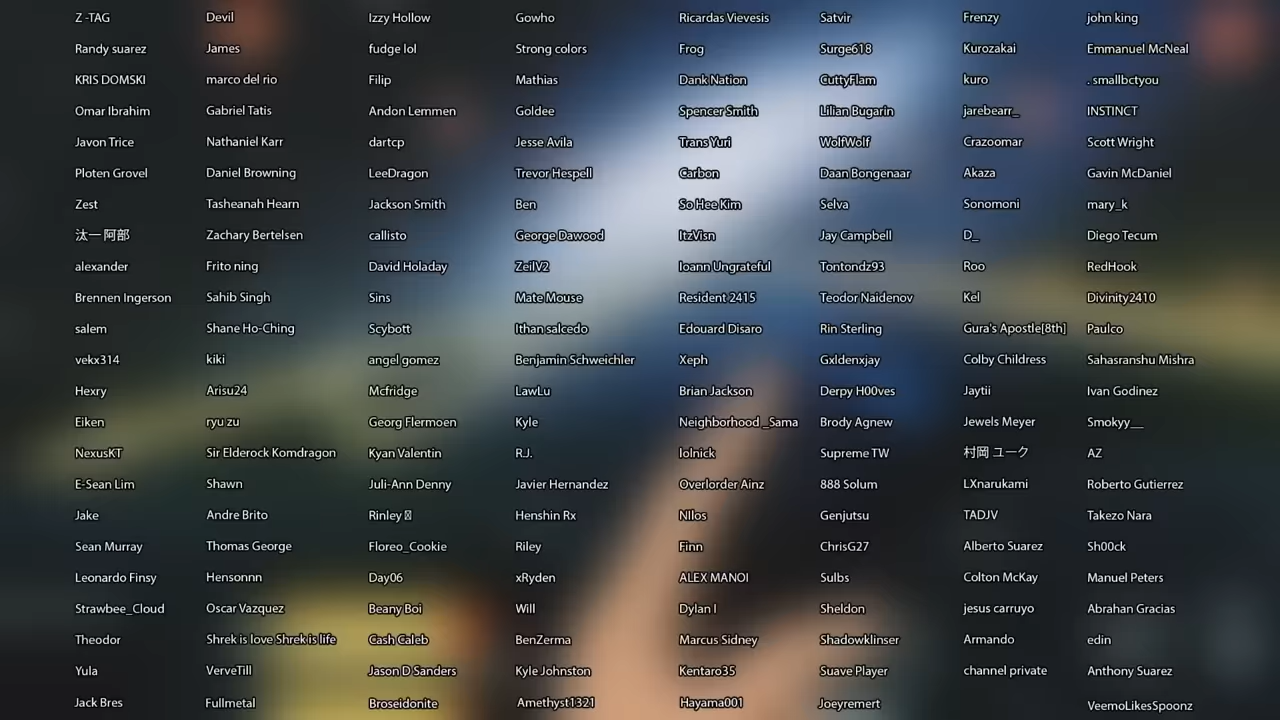 Z -TAG Devil Izzy Hollow Gowho Ricardas Vievesis Satvir Frenzy john king
Randy suarez James fudge lol Strong colors Frog Surge618 Kurozakai Emmanuel McNeal
KRIS DOMSKI marco del rio Filip Mathias Dank Nation CuttyFlam kuro . smallbctyou
Omar Ibrahim Gabriel Tatis Andon Lemmen Goldee Spencer Smith Lilian Bugarin jarebearr_ INSTINCT
Javon Trice Nathaniel Karr dartcp Jesse Avila Trans Yuri WolfWolf Crazoomar Scott Wright
Ploten Grovel Daniel Browning LeeDragon Trevor Hespell Carbon Daan Bongenaar Akaza Gavin McDaniel
Zest Tasheanah Hearn Jackson Smith Ben So Hee Kim Selva Sonomoni mary_k
汰一 阿部 Zachary Bertelsen callisto George Dawood ItzVisn Jay Campbell D_ Diego Tecum
alexander Frito ning David Holaday ZeilV2 Ioann Ungrateful Tontondz93 Roo RedHook
Brennen Ingerson Sahib Singh Sins Mate Mouse Resident 2415 Teodor Naidenov Kel Divinity2410
salem Shane Ho-Ching Scybott Ithan salcedo Edouard Disaro Rin Sterling Gura's Apostle[8th] Paulco
vekx314 kiki angel gomez Benjamin Schweichler Xeph Gxldenxjay Colby Childress Sahasranshu Mishra
Hexry Arisu24 Mcfridge LawLu Brian Jackson Derpy H00ves Jaytii Ivan Godinez
Eiken ryu zu Georg Flermoen Kyle Neighborhood _Sama Brody Agnew Jewels Meyer Smokyy__
NexusKT Sir Elderock Komdragon Kyan Valentin R.J. lolnick Supreme TW 村岡 ユーク AZ
E-Sean Lim Shawn Juli-Ann Denny Javier Hernandez Overlorder Ainz 888 Solum LXnarukami Roberto Gutierrez
Jake Andre Brito Rinley Henshin Rx NIlos Genjutsu TADJV Takezo Nara
Sean Murray Thomas George Floreo_Cookie Riley Finn ChrisG27 Alberto Suarez Sh00ck
Leonardo Finsy Hensonnn Day06 xRyden ALEX MANOI Sulbs Colton McKay Manuel Peters
Strawbee_Cloud Oscar Vazquez Beany Boi Will Dylan l Sheldon jesus carruyo Abrahan Gracias
Theodor Shrek is love Shrek is life Cash Caleb BenZerma Marcus Sidney Shadowklinser Armando edin
Yula VerveTill Jason D Sanders Kyle Johnston Kentaro35 Suave Player channel private Anthony Suarez
Jack Bres Fullmetal Broseidonite Amethyst1321 Hayama001 Joeyremert VeemoLikesSpoonz